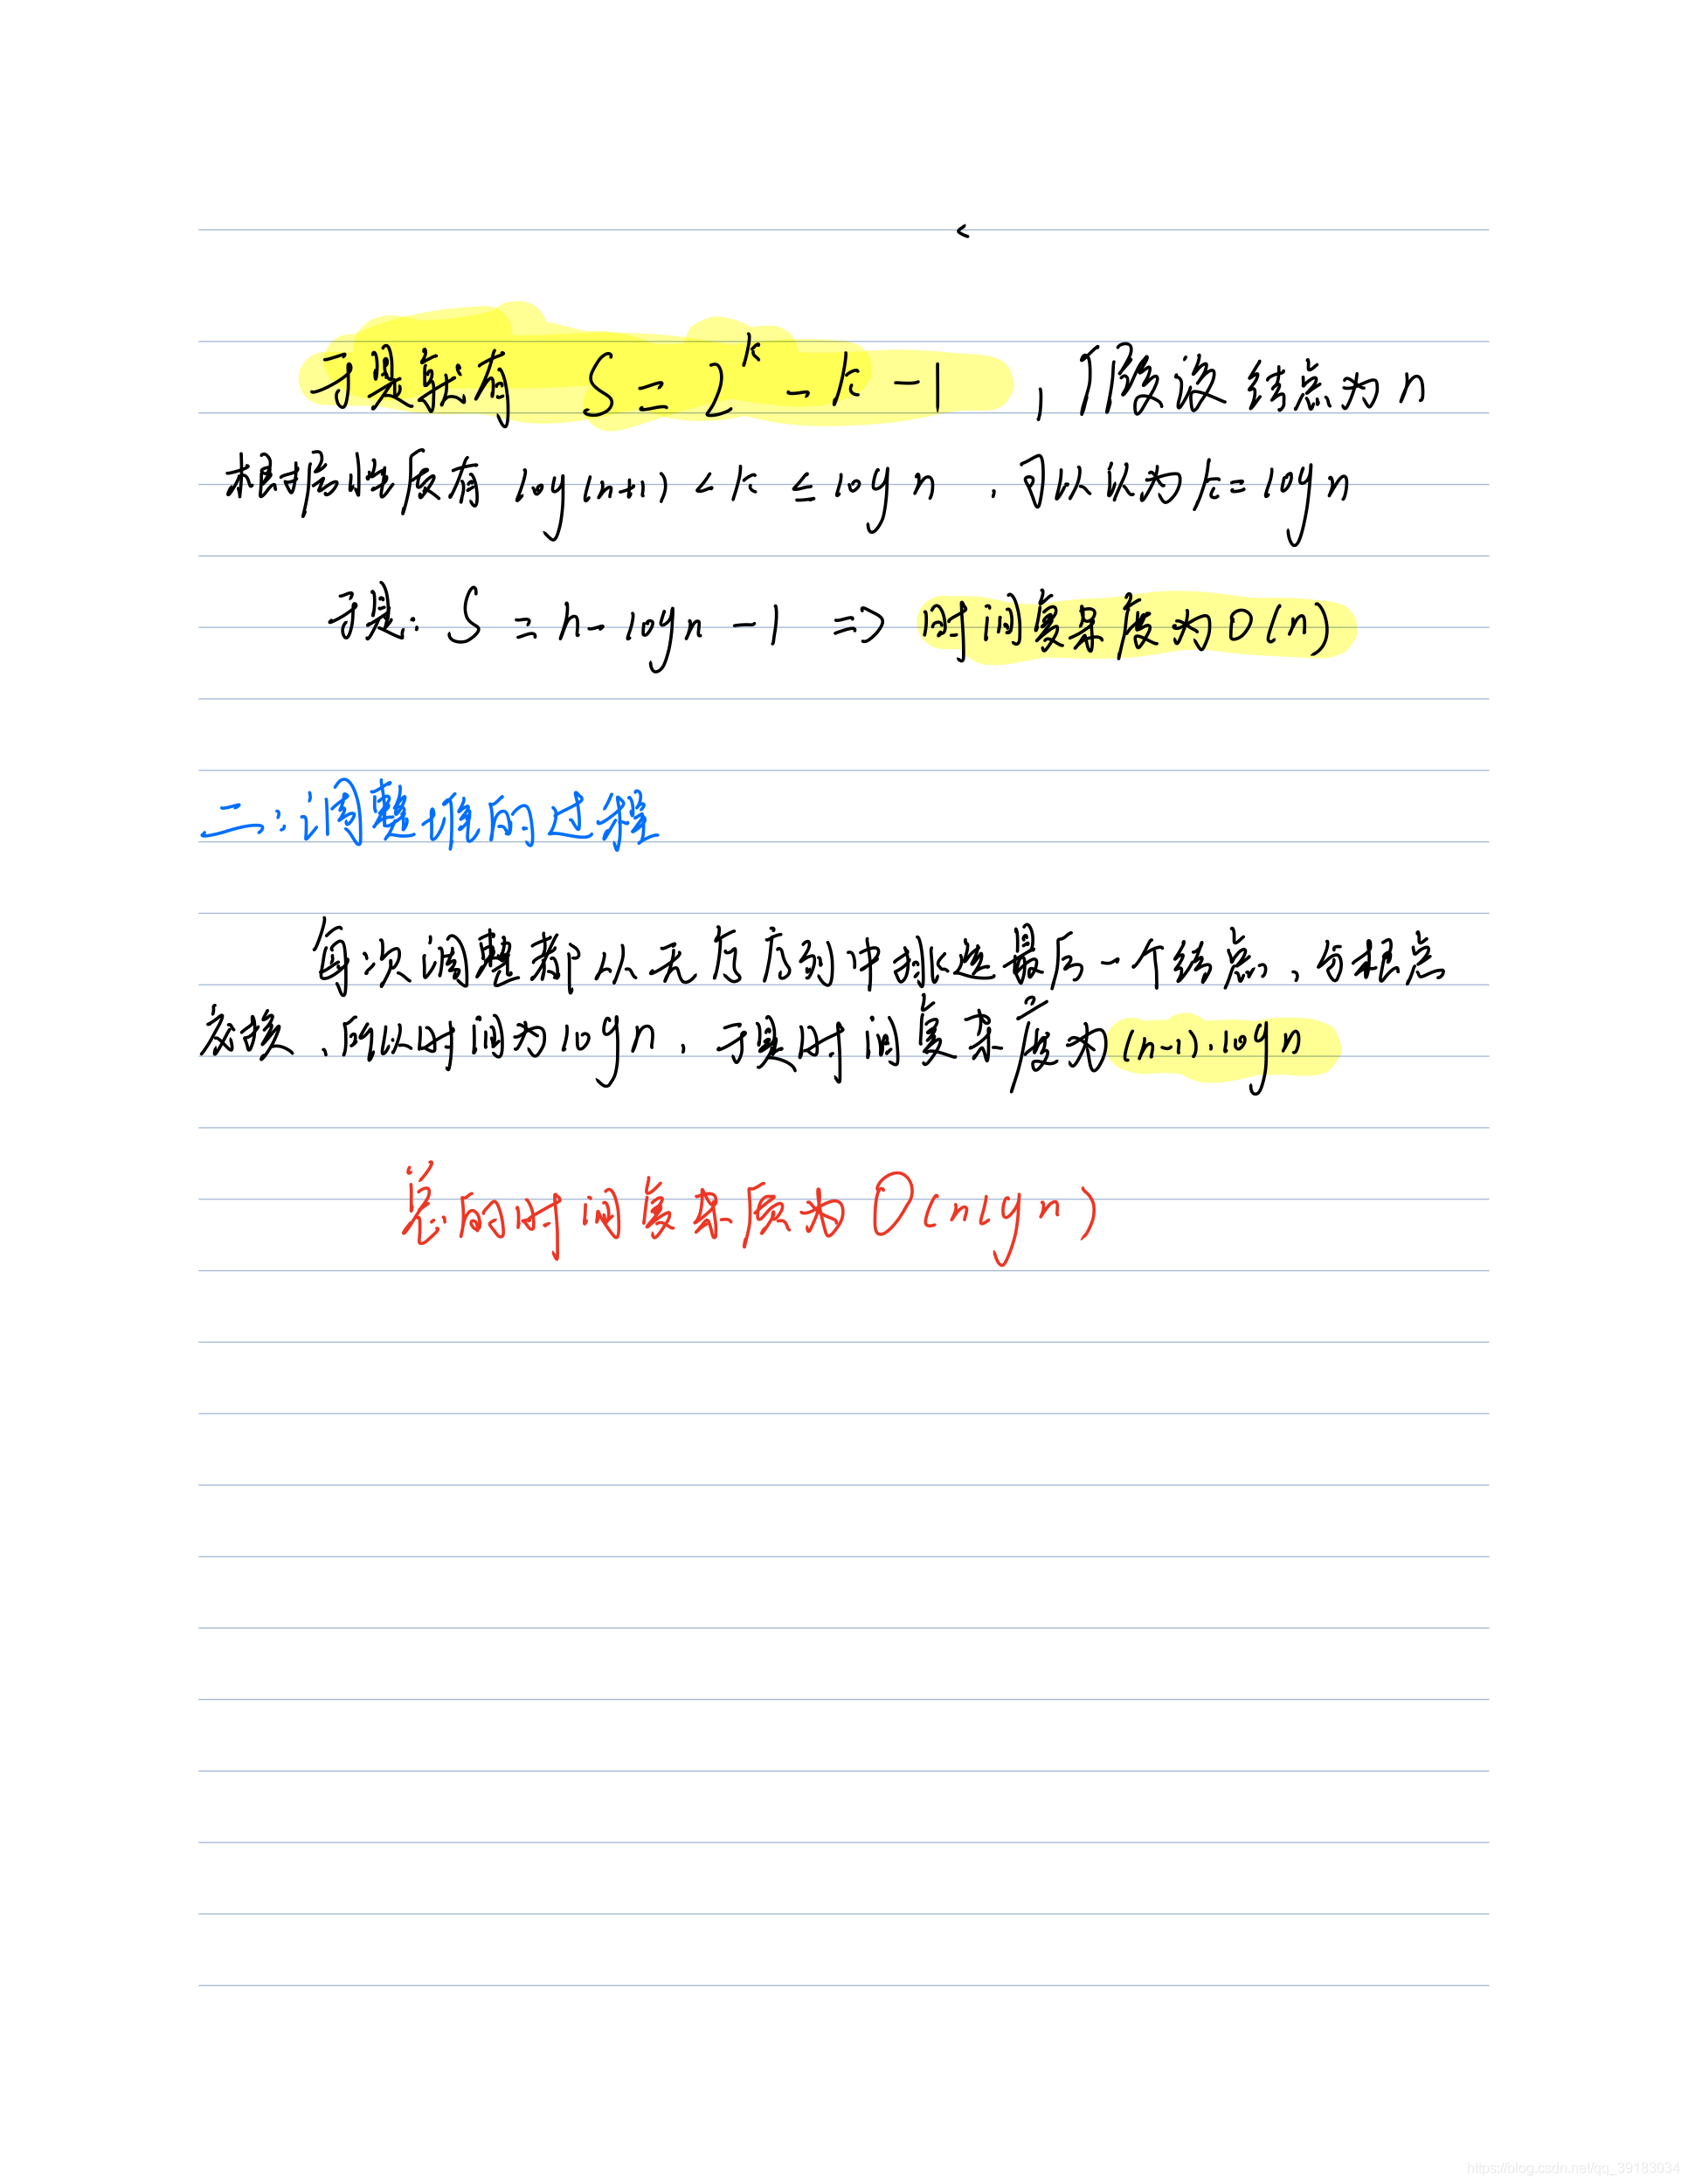 于是就有 S = 2^k - k - 1 , 假设结点为 n
根据性质有 log(n+1) < k ≤ log n , 可以认为 k = log n
于是: S = n - log n - 1 => 时间复杂度为 O(n)
二:调整堆的过程
每次调整都从无序序列中挑选最后一个结点,与根点
交换、所以时间为 log n , 于是时间复杂度为 (n-1)·log n
总的时间复杂度为 O(nlgn)
https://blog.csdn.net/qq_39183034